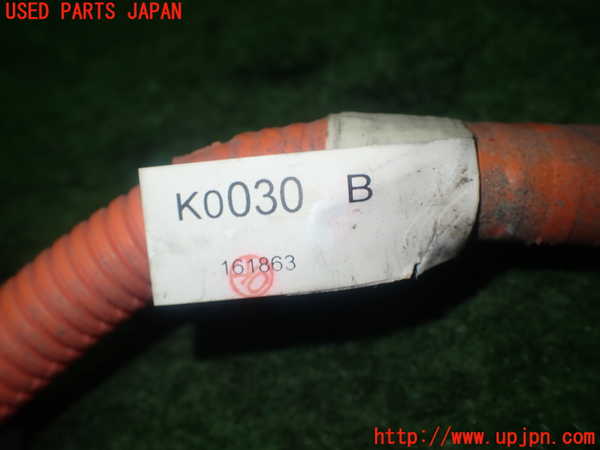 USED PARTS JAPAN
K0030 B
161863
http://www.upjpn.com/